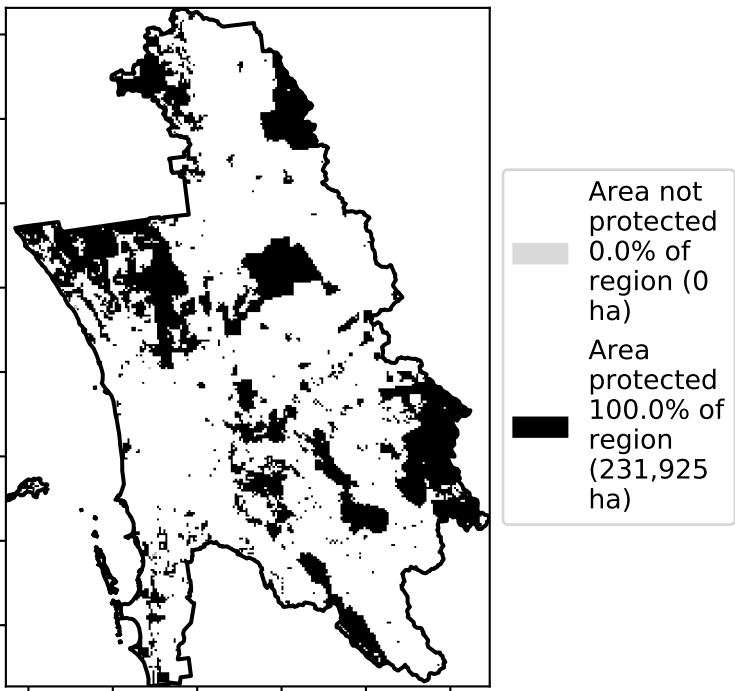 Area not
protected
0.0% of
region (0
ha)
Area
protected
100.0% of
region
(231,925
ha)